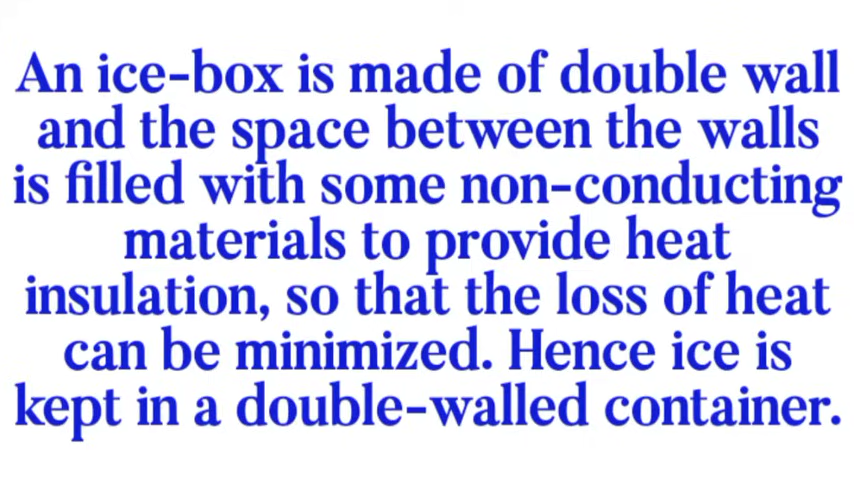 An ice-box is made of double wall
and the space between the walls
is filled with some non-conducting
materials to provide heat
insulation, so that the loss of heat
can be minimized. Hence ice is
kept in a double-walled container.